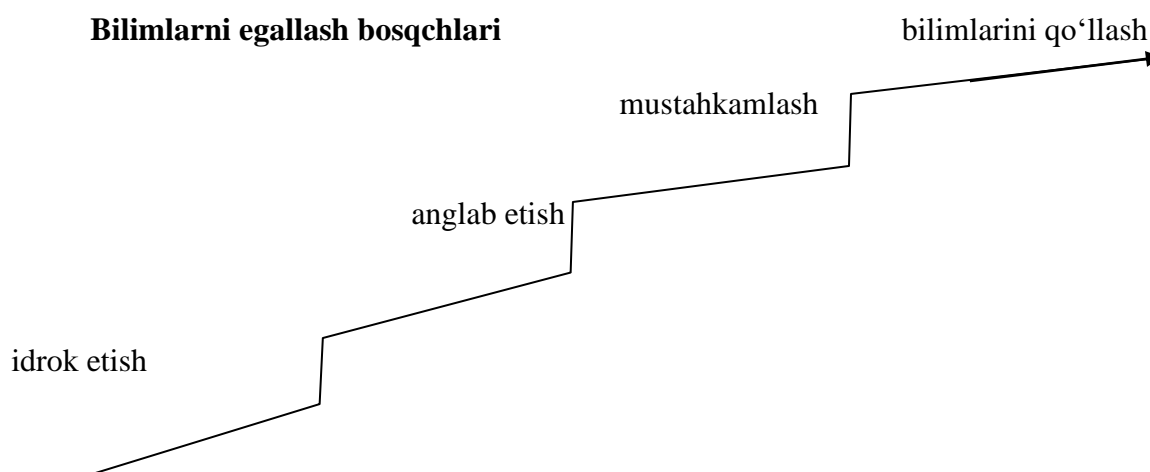 Bilimlarni egallash bosqchlari
bilimlarini qo‘llash
mustahkamlash
anglab etish
idrok etish